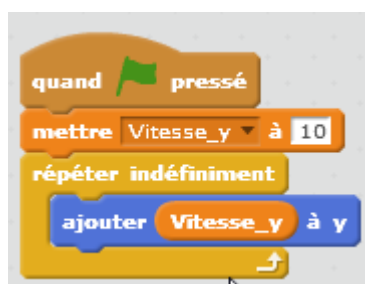 quand pressé
mettre Vitesse_y à 10
répéter indéfiniment
ajouter Vitesse_y à y